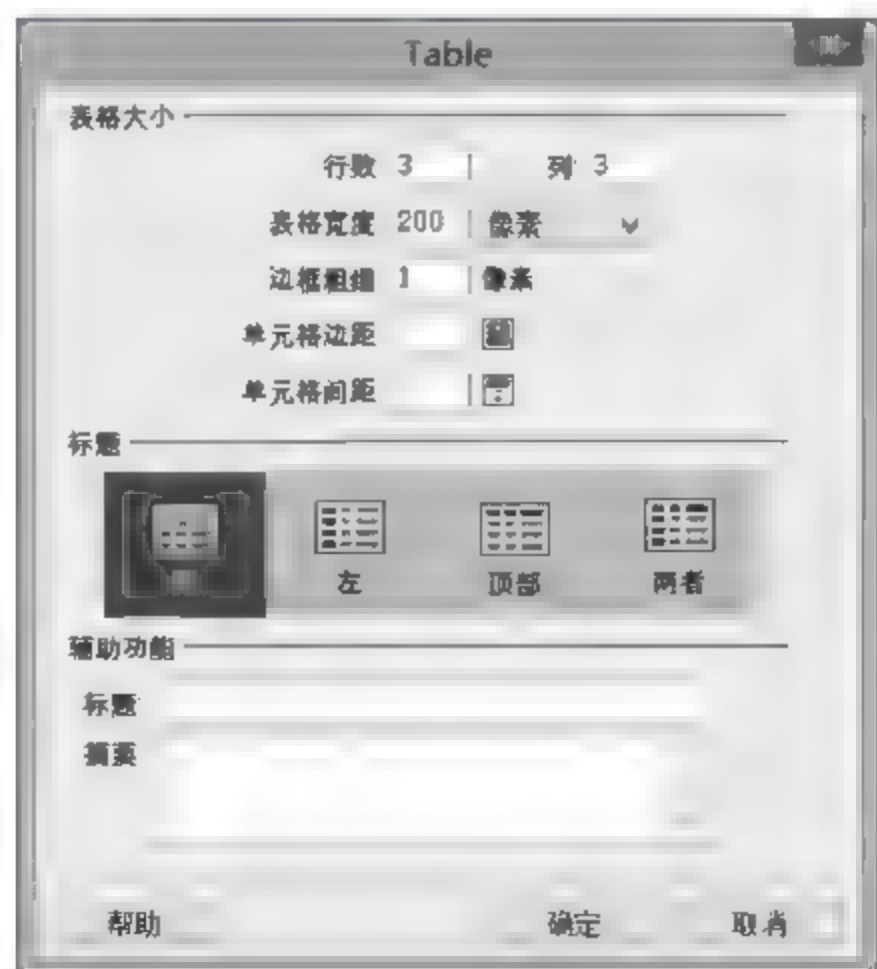 Table
表格大小
行数 3 列 3
表格宽度 200 像素
边框粗细 1 像素
单元格边距
单元格间距
标题
左 顶部 两者
辅助功能
标题
摘要
帮助 确定 取消